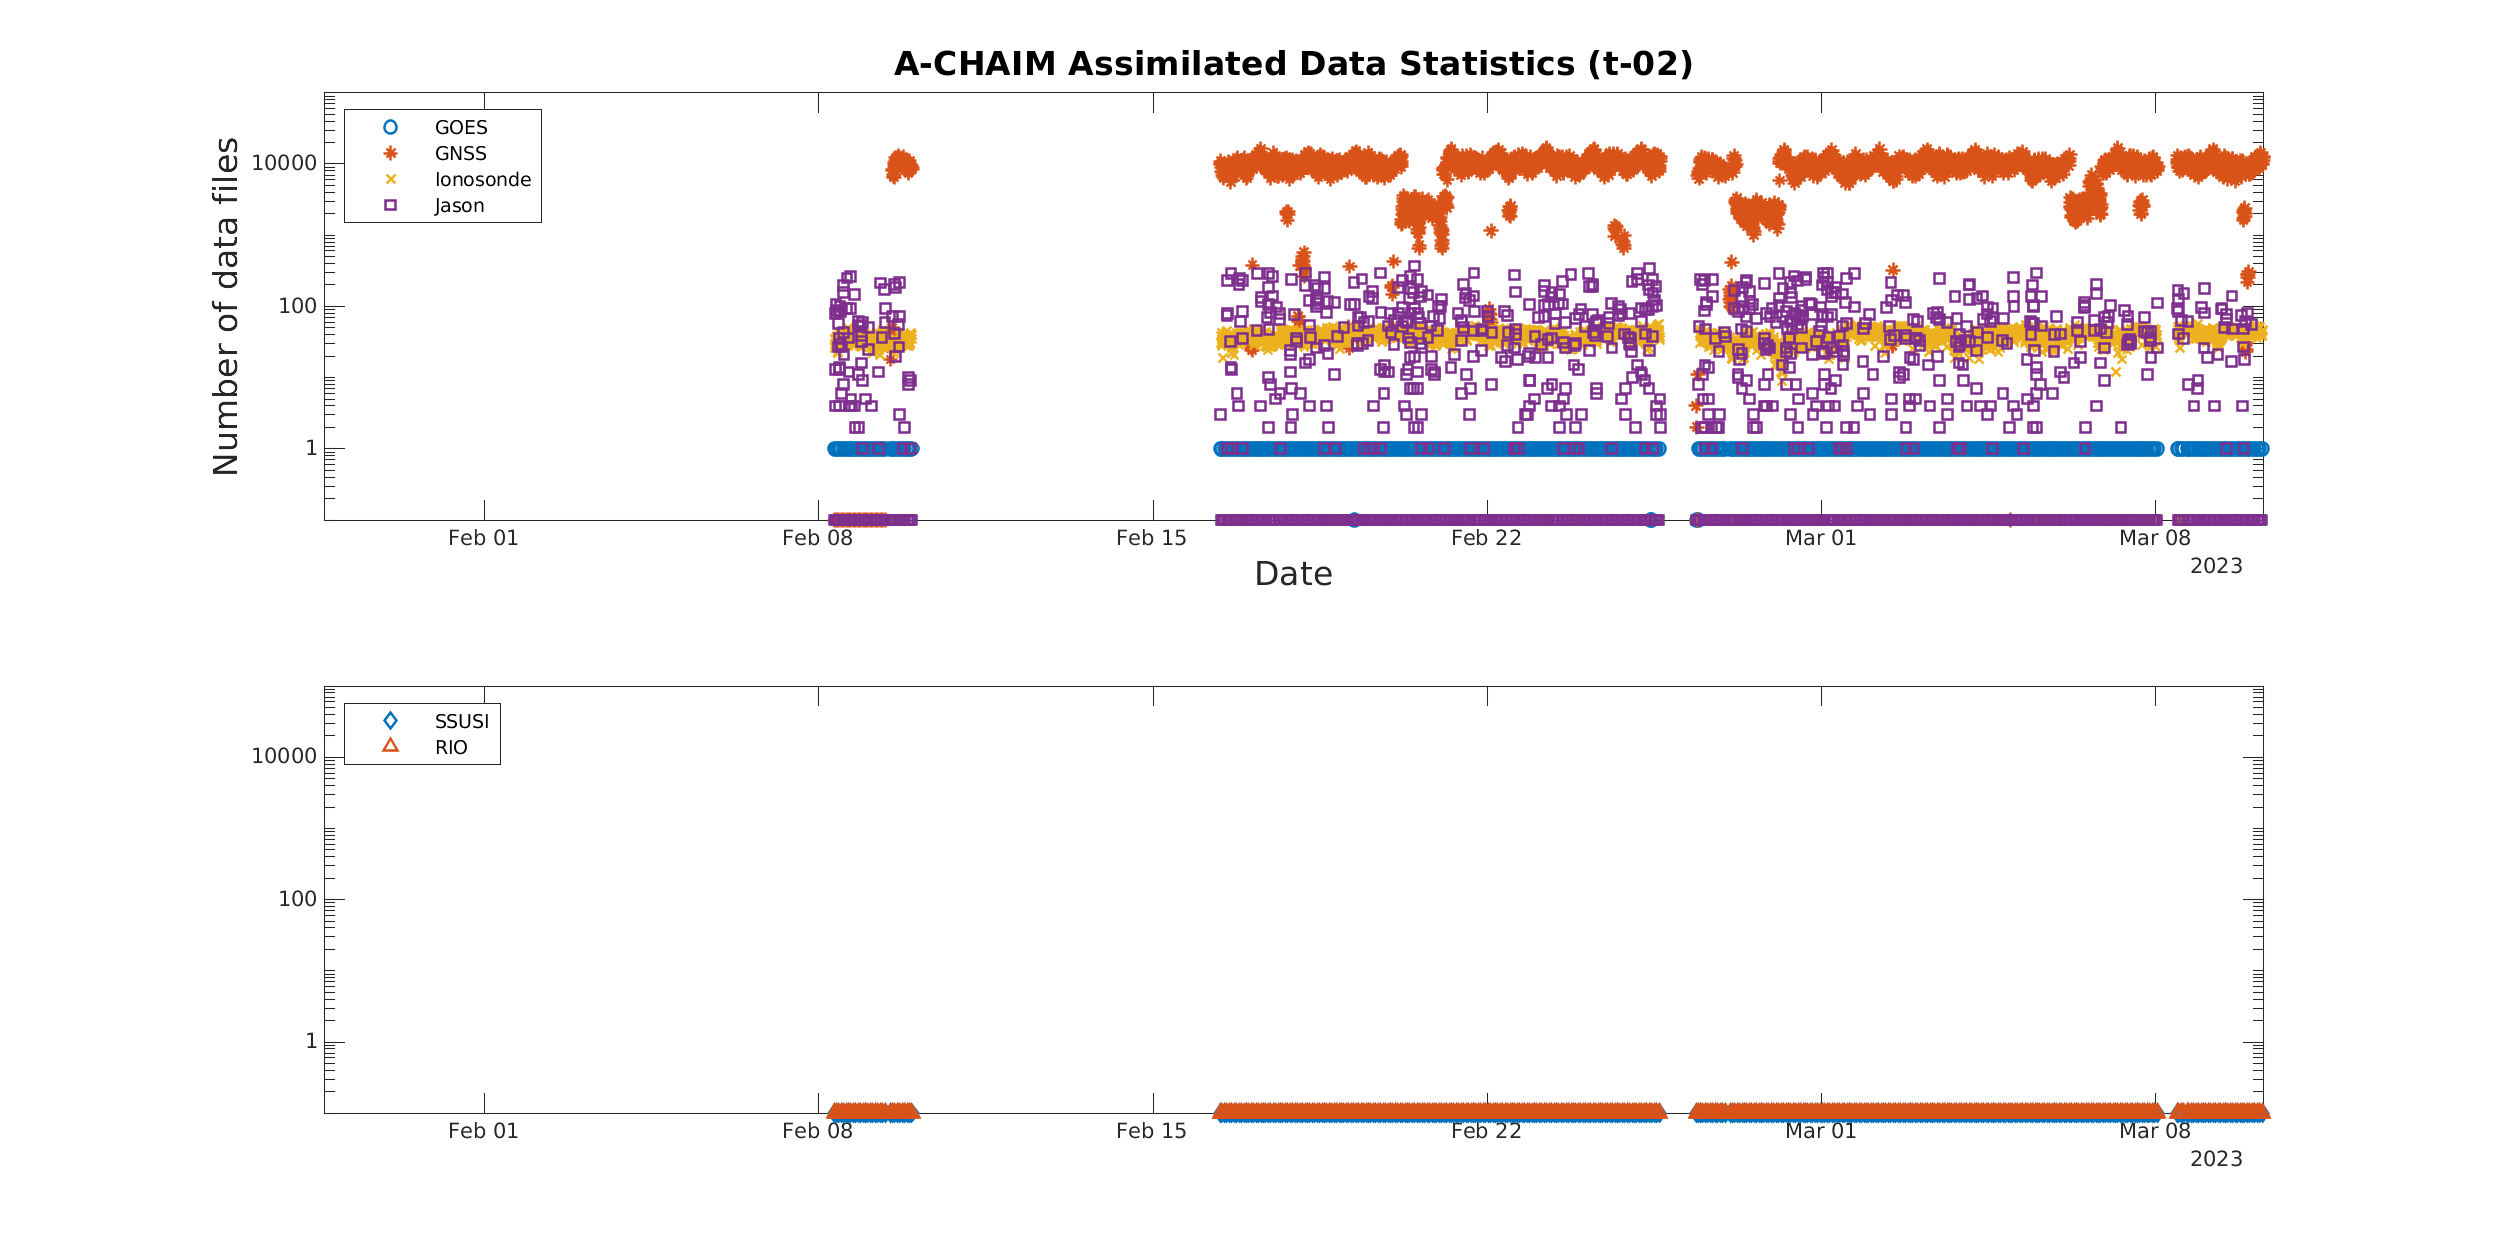 A-CHAIM Assimilated Data Statistics (t-02)
Number of data files
10000
100
1
GOES
GNSS
Ionosonde
Jason
Feb 01 Feb 08 Feb 15 Feb 22 Mar 01 Mar 08
2023
Date
10000
100
1
SSUSI
RIO
Feb 01 Feb 08 Feb 15 Feb 22 Mar 01 Mar 08
2023